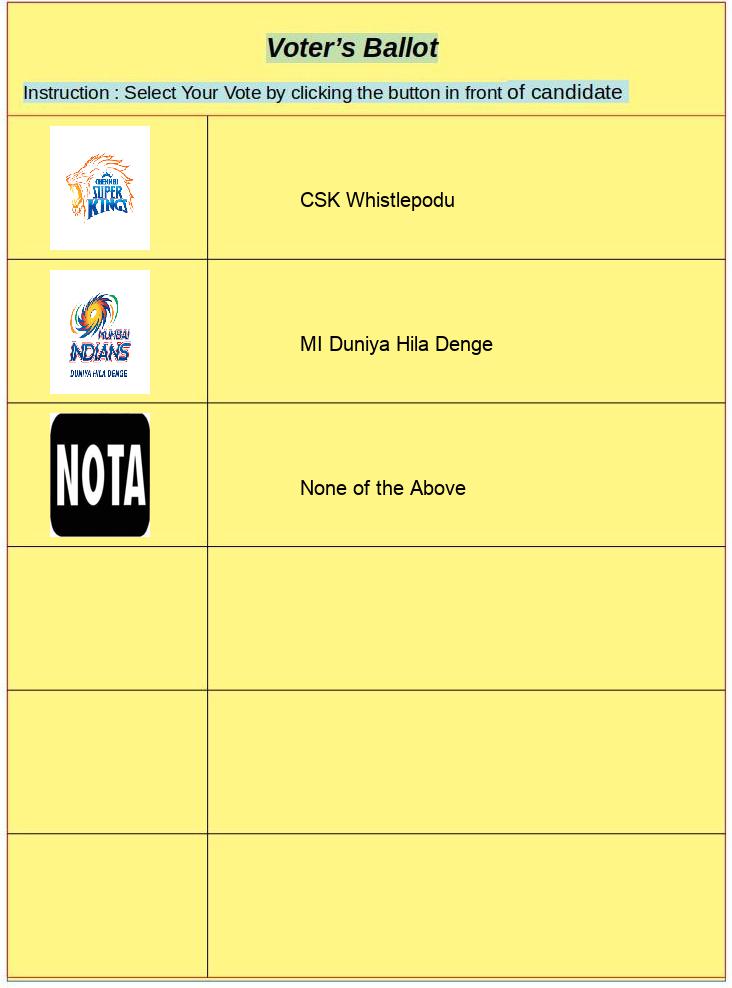 Voter’s Ballot
Instruction : Select Your Vote by clicking the button in front of candidate
CHENNAI
SUPER
KINGS
CSK Whistlepodu
MUMBAI
INDIANS
DUNIYA HILA DENGE
MI Duniya Hila Denge
NOTA
None of the Above